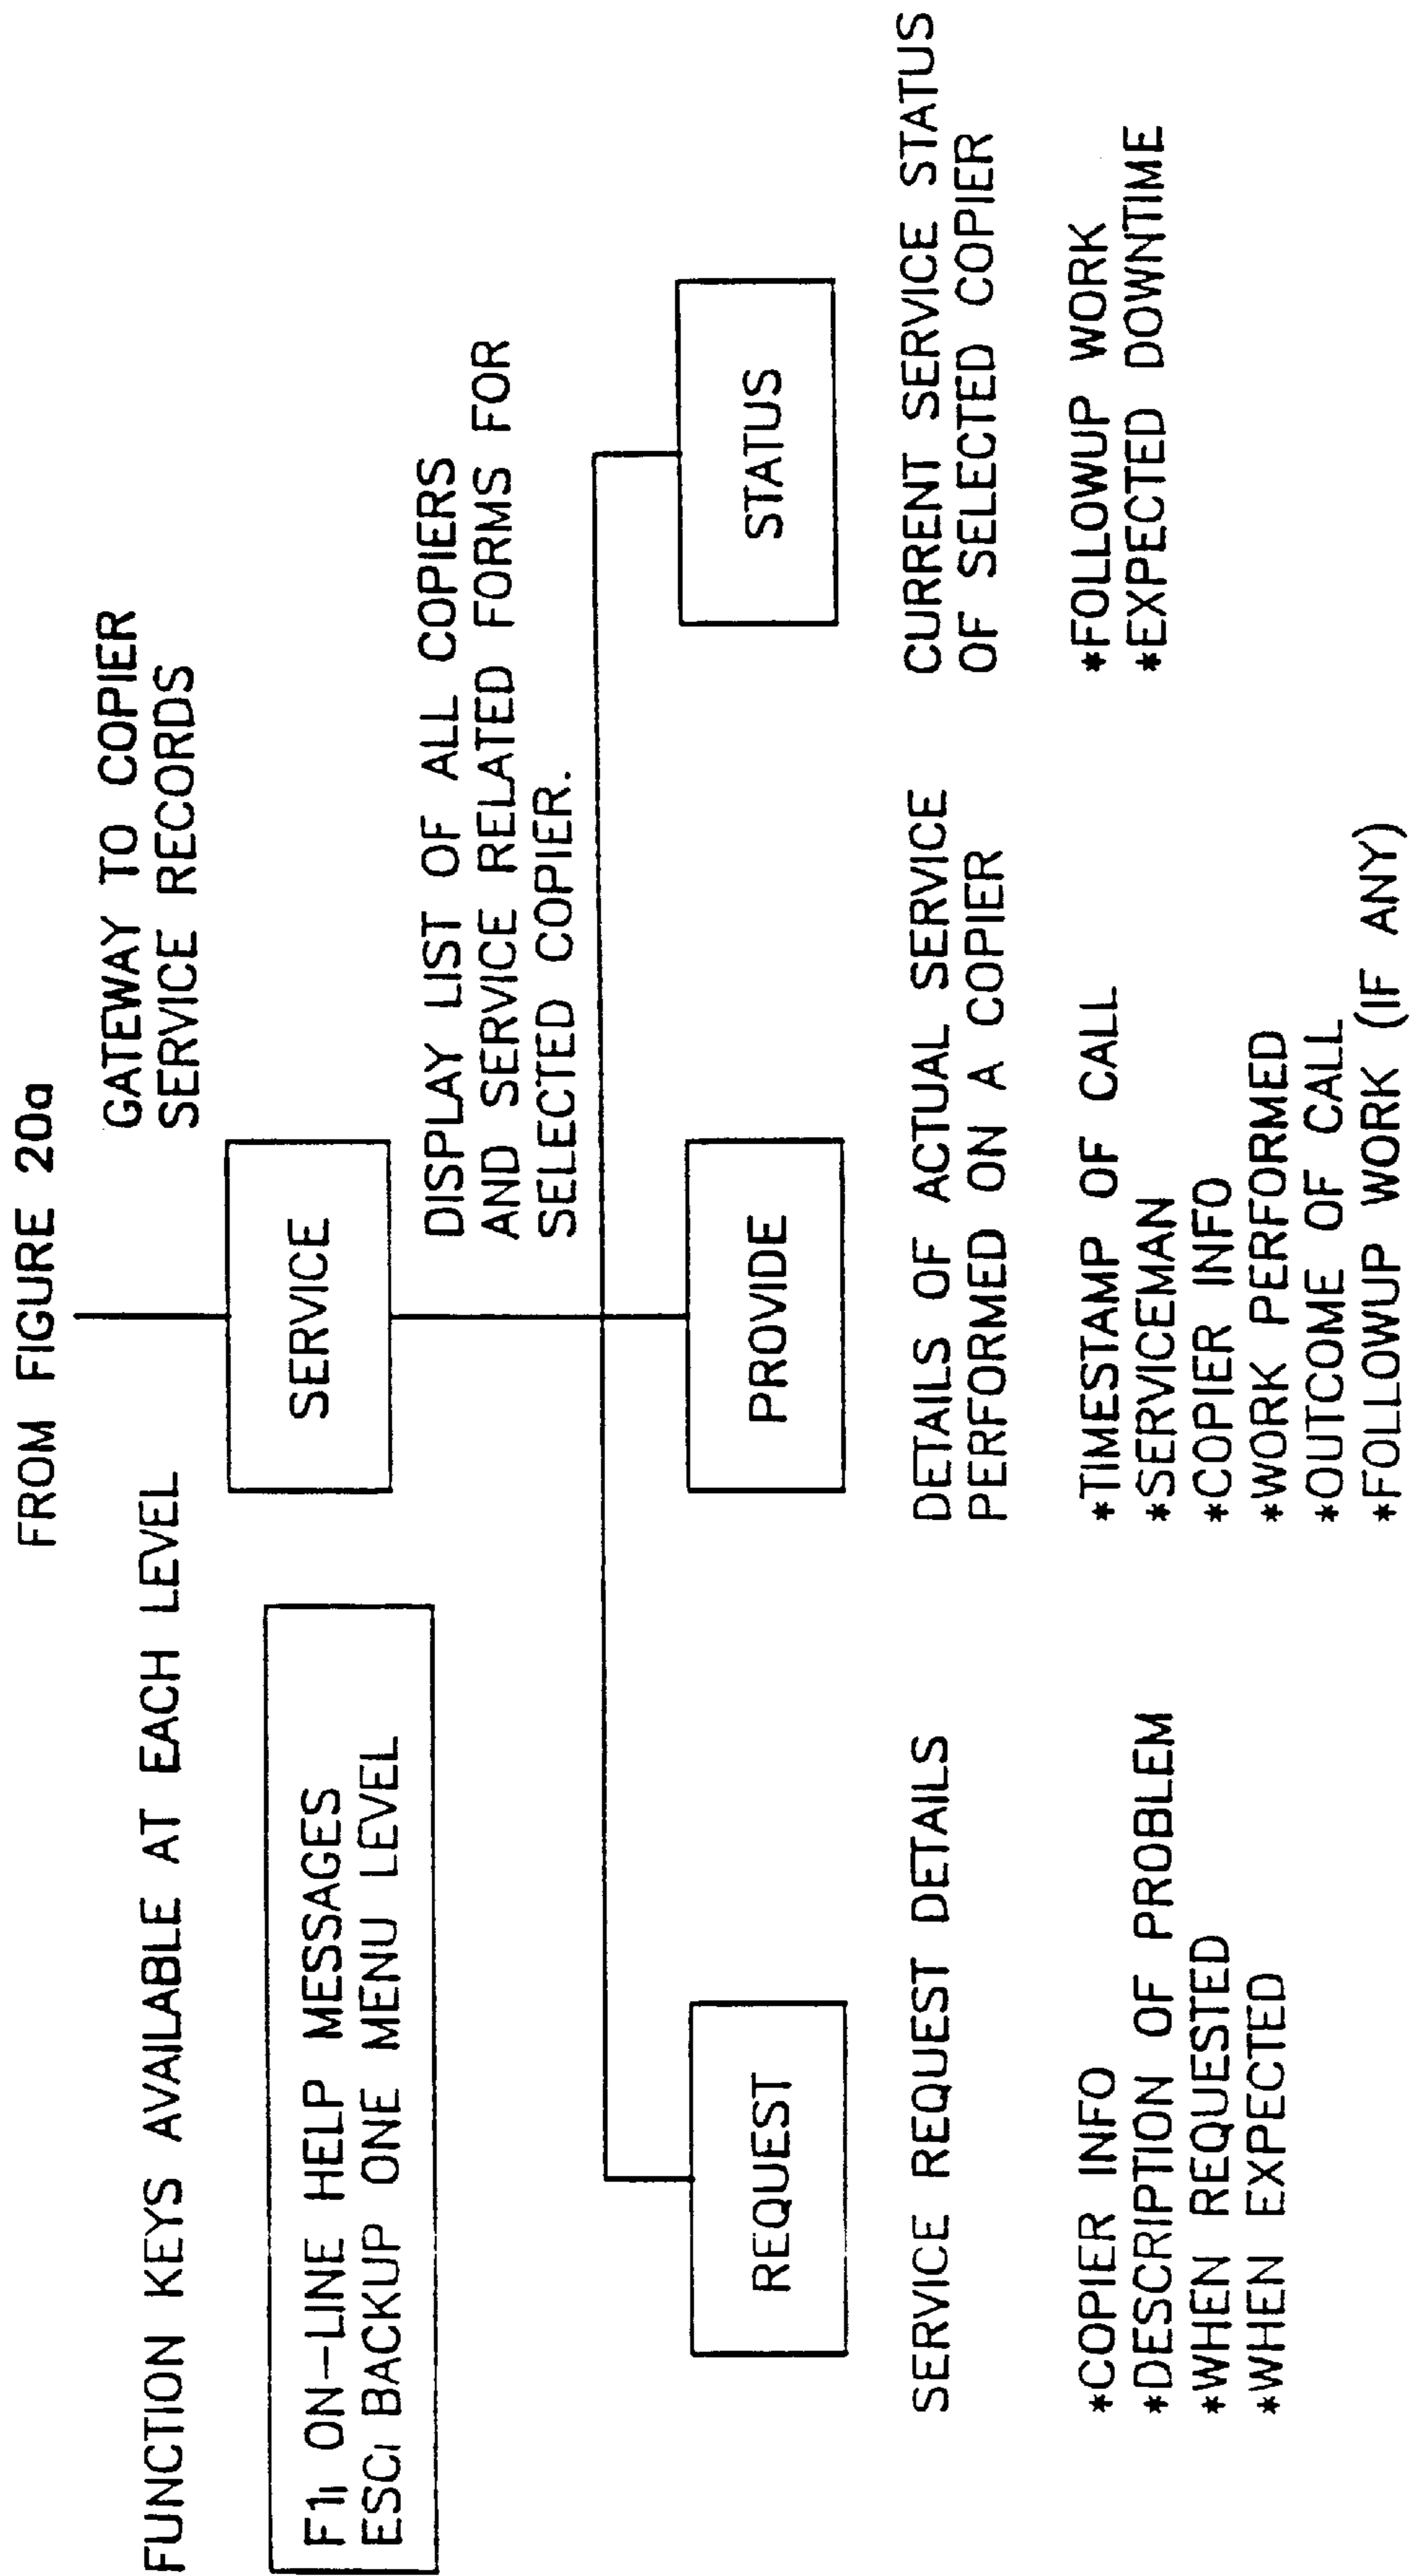 FROM FIGURE 20a
FUNCTION KEYS AVAILABLE AT EACH LEVEL
F1: ON-LINE HELP MESSAGES
ESC: BACKUP ONE MENU LEVEL
GATEWAY TO COPIER
SERVICE RECORDS
SERVICE
DISPLAY LIST OF ALL COPIERS
AND SERVICE RELATED FORMS FOR
SELECTED COPIER.
REQUEST
SERVICE REQUEST DETAILS
*COPIER INFO
*DESCRIPTION OF PROBLEM
*WHEN REQUESTED
*WHEN EXPECTED
PROVIDE
DETAILS OF ACTUAL SERVICE
PERFORMED ON A COPIER
*TIMESTAMP OF CALL
*SERVICEMAN
*COPIER INFO
*WORK PERFORMED
*OUTCOME OF CALL
*FOLLOWUP WORK (IF ANY)
STATUS
CURRENT SERVICE STATUS
OF SELECTED COPIER
*FOLLOWUP WORK
*EXPECTED DOWNTIME